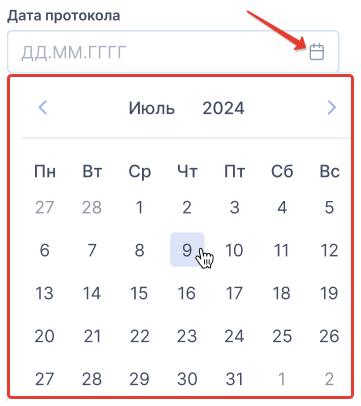 Дата протокола
ДД.ММ.ГГГГ
Июль 2024
Пн Вт Ср Чт Пт Сб Вс
27 28 1 2 3 4 5
6 7 8 9 10 11 12
13 14 15 16 17 18 19
20 21 22 23 24 25 26
27 28 29 30 31 1 2